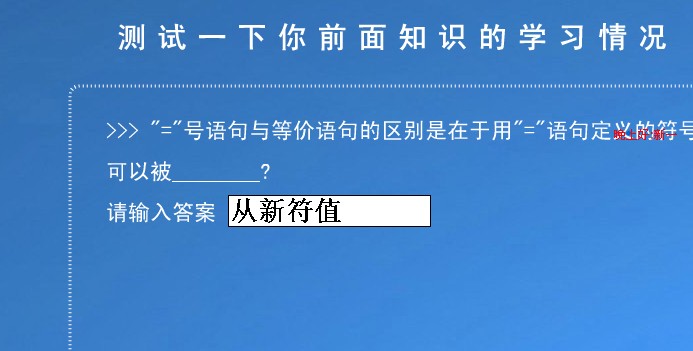 测试一下你前面知识的学习情况
>>> "="号语句与等价语句的区别是在于用"="语句定义的符号
可以被________?
请输入答案 从新符值